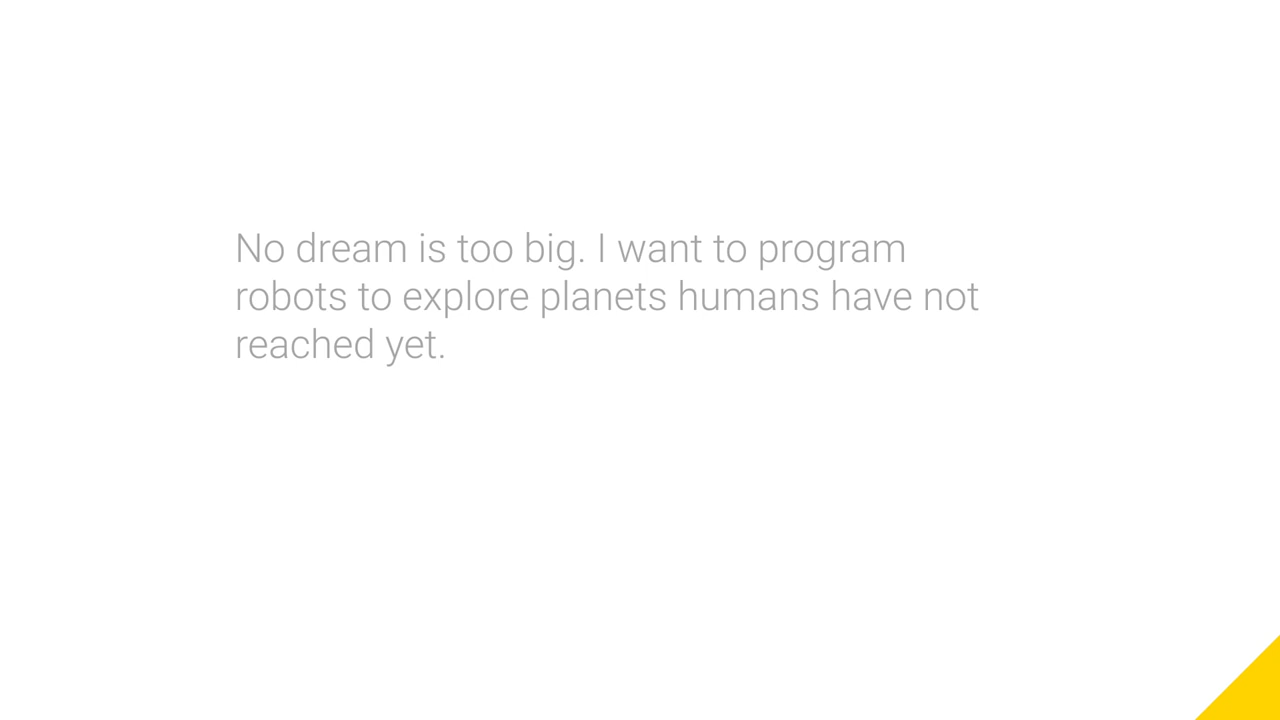 No dream is too big. I want to program
robots to explore planets humans have not
reached yet.